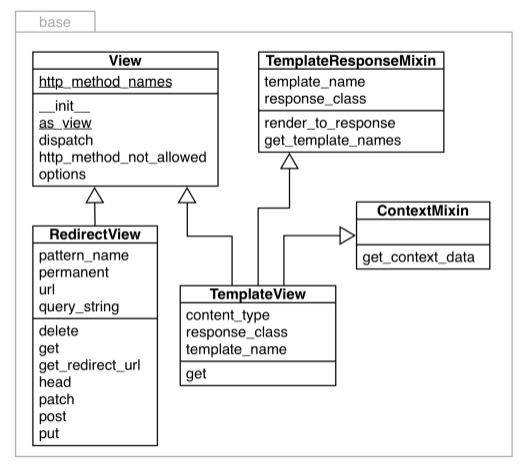 base
View
http_method_names
__init__
as_view
dispatch
http_method_not_allowed
options
TemplateResponseMixin
template_name
response_class
render_to_response
get_template_names
ContextMixin
get_context_data
RedirectView
pattern_name
permanent
url
query_string
delete
get
get_redirect_url
head
patch
post
put
TemplateView
content_type
response_class
template_name
get